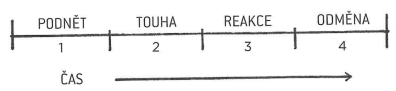 PODNĚT TOUHA REAKCE ODMĚNA
1 2 3 4
ČAS